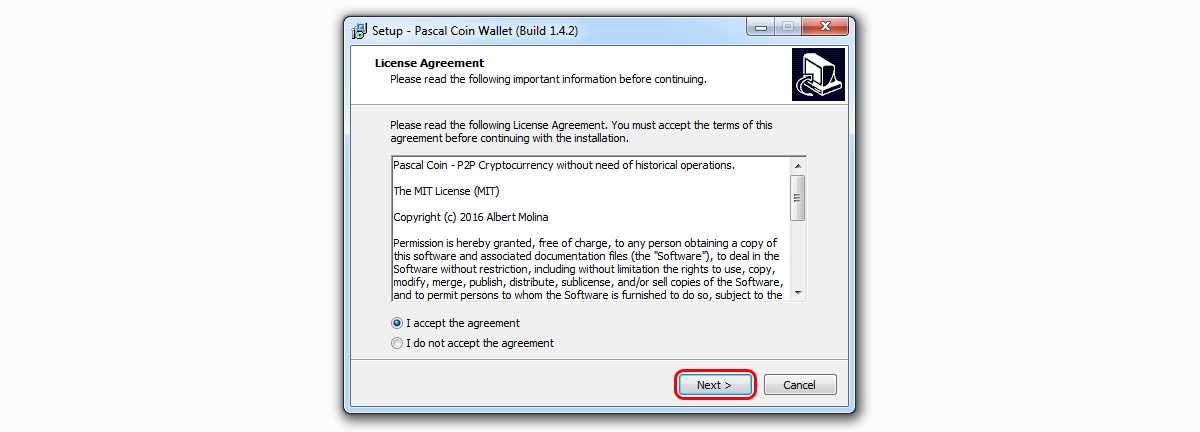 Setup - Pascal Coin Wallet (Build 1.4.2)
License Agreement
Please read the following important information before continuing.
Please read the following License Agreement. You must accept the terms of this
agreement before continuing with the installation.
Pascal Coin - P2P Cryptocurrency without need of historical operations.
The MIT License (MIT)
Copyright (c) 2016 Albert Molina
Permission is hereby granted, free of charge, to any person obtaining a copy of
this software and associated documentation files (the "Software"), to deal in the
Software without restriction, including without limitation the rights to use, copy,
modify, merge, publish, distribute, sublicense, and/or sell copies of the Software,
and to permit persons to whom the Software is furnished to do so, subject to the
I accept the agreement
I do not accept the agreement
Next >
Cancel